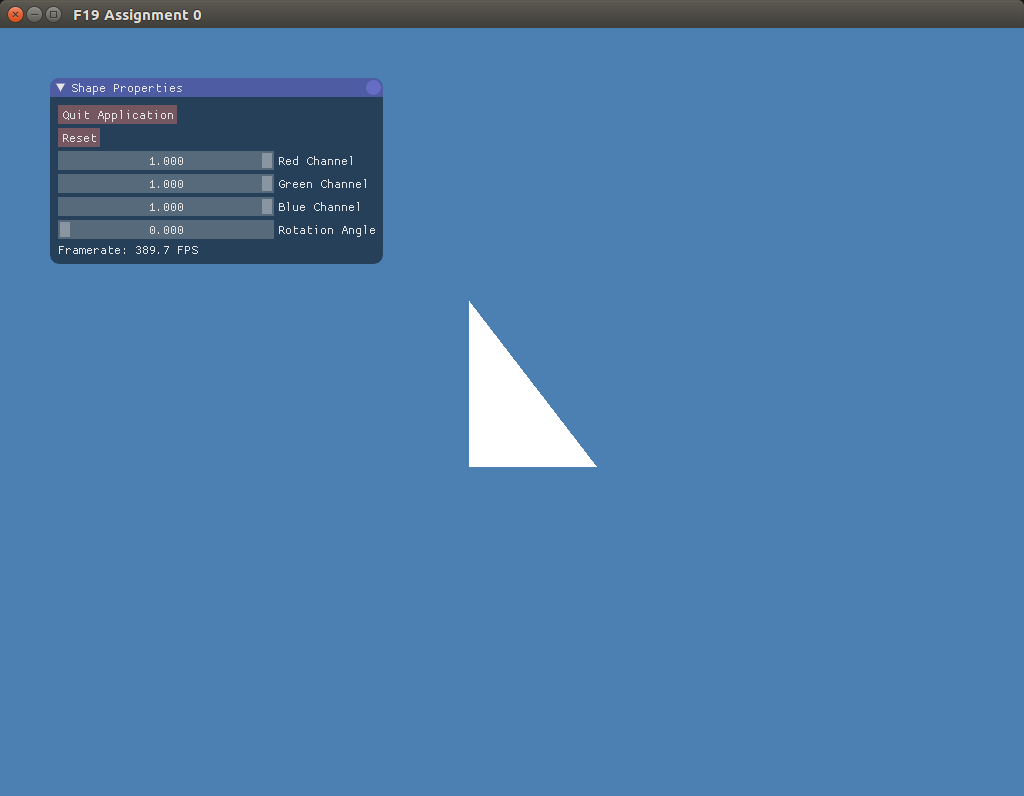 F19 Assignment 0
Shape Properties
Quit Application
Reset
1.000 Red Channel
1.000 Green Channel
1.000 Blue Channel
0.000 Rotation Angle
Framerate: 389.7 FPS